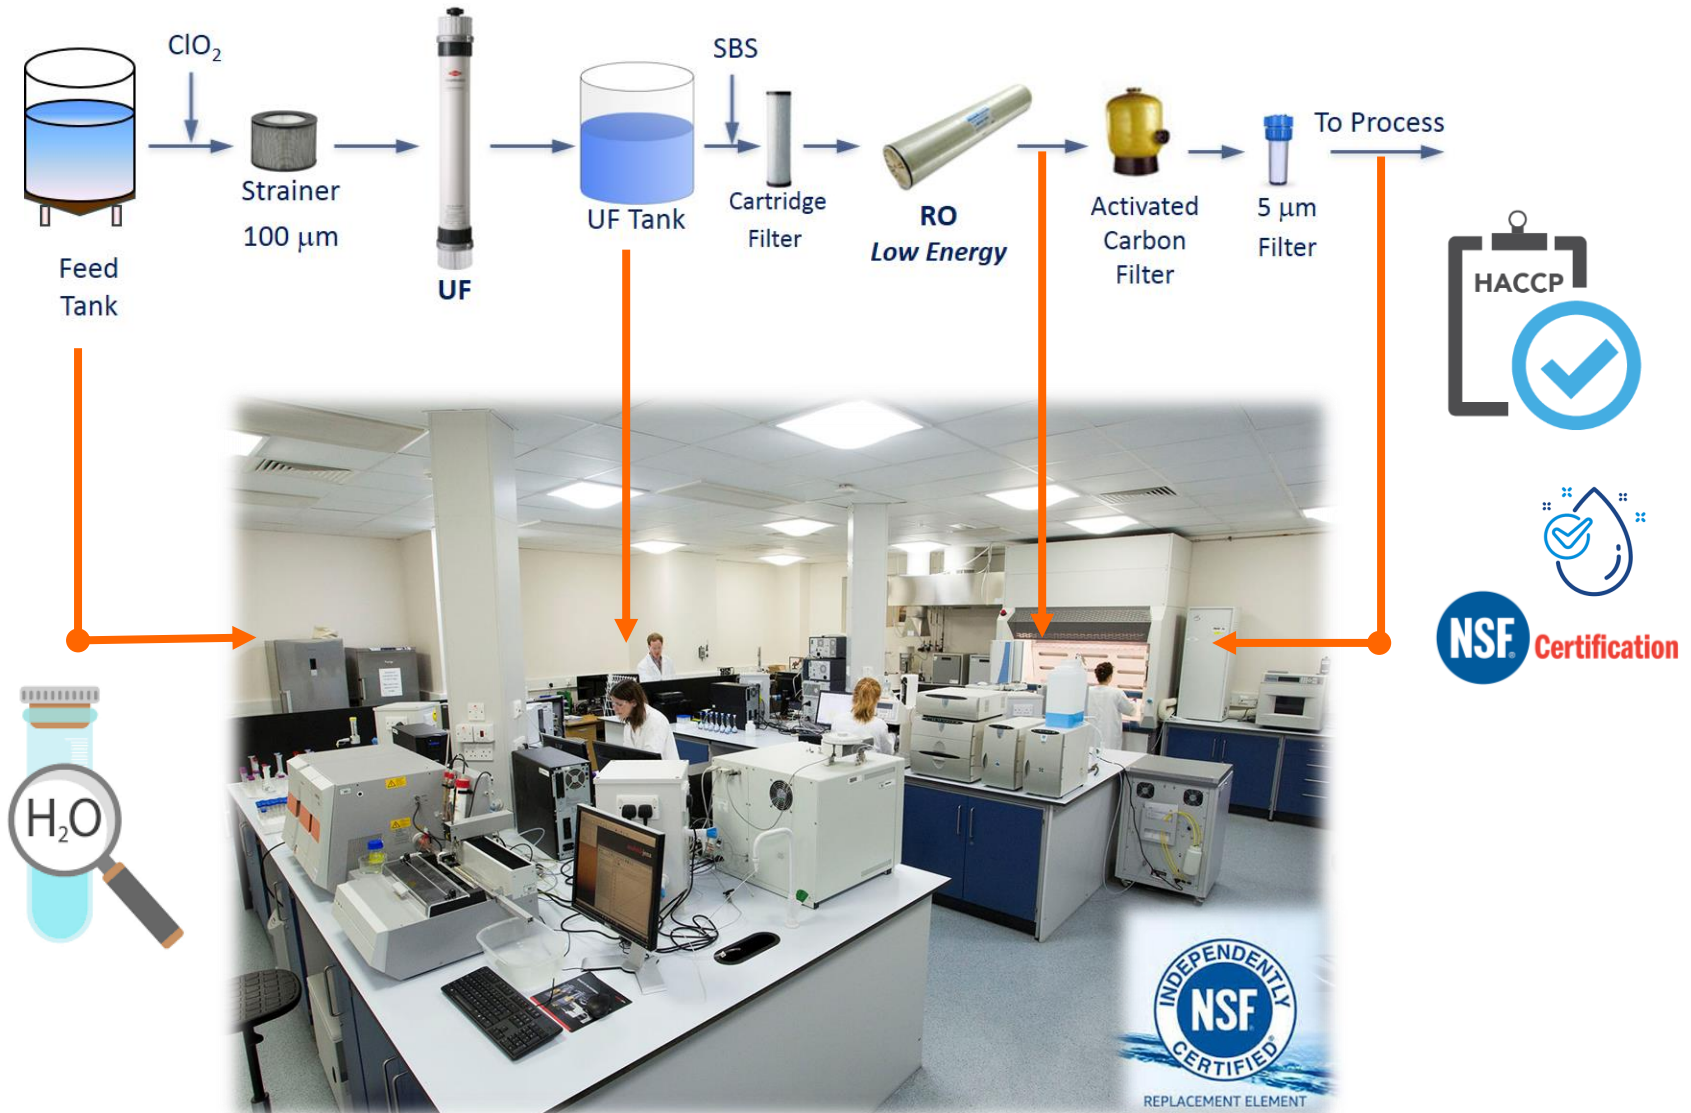 ClO₂
SBS
To Process
Strainer
100 μm
UF Tank
Cartridge
Filter
RO
Low Energy
Activated
Carbon
Filter
5 μm
Filter
Feed
Tank
UF
HACCP
NSF Certification
H₂O
INDEPENDENTLY
NSF
CERTIFIED
REPLACEMENT ELEMENT